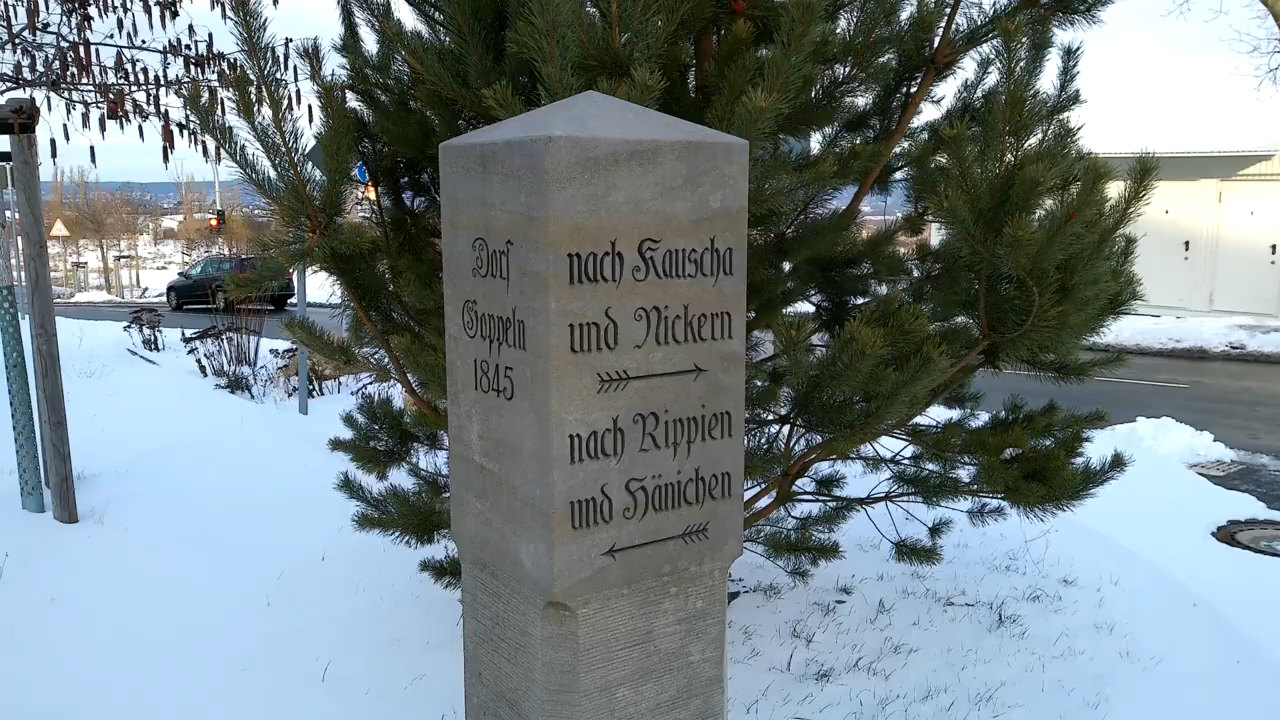 Dorf
Goppeln
1845
nach Kauscha
und Nickern
nach Rippien
und Hänichen